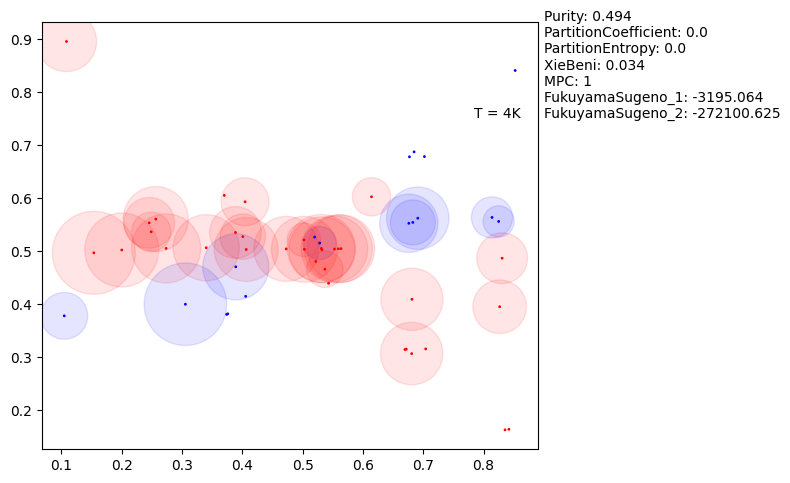 Purity: 0.494
PartitionCoefficient: 0.0
PartitionEntropy: 0.0
XieBeni: 0.034
MPC: 1
FukuyamaSugeno_1: -3195.064
FukuyamaSugeno_2: -272100.625
T = 4K
0.9
0.8
0.7
0.6
0.5
0.4
0.3
0.2
0.1 0.2 0.3 0.4 0.5 0.6 0.7 0.8